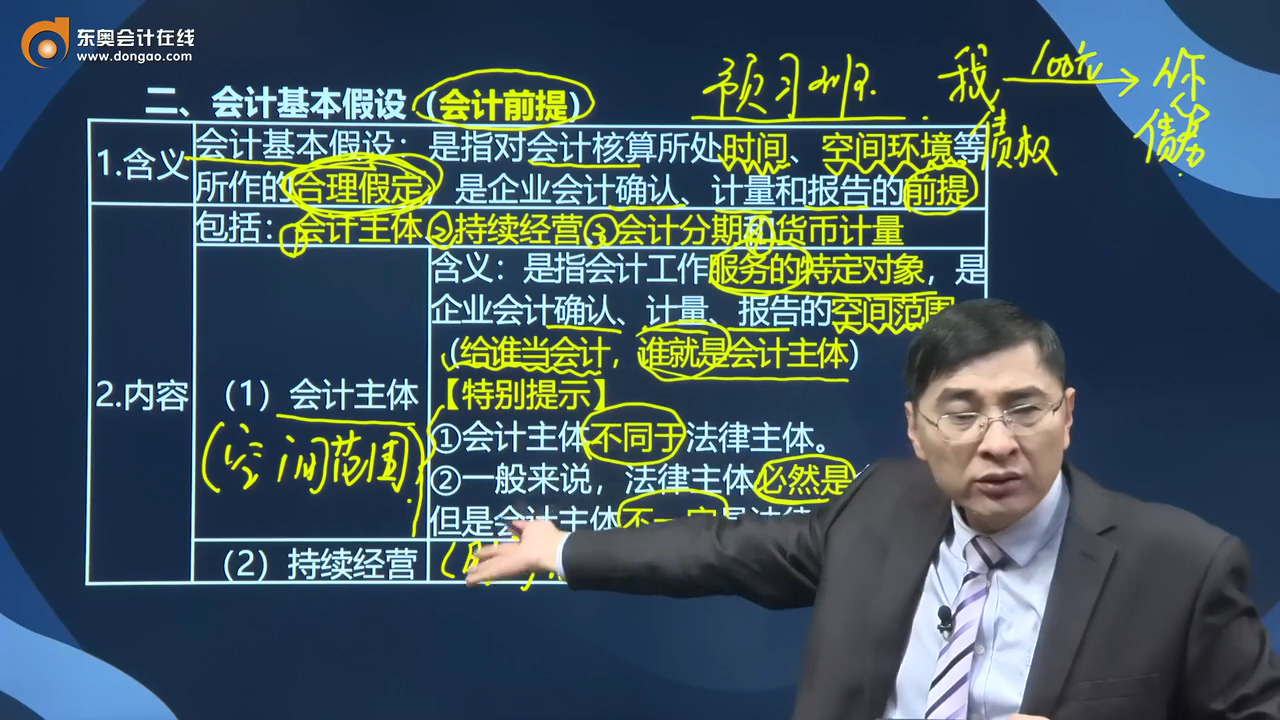 东奥会计在线
www.dongao.com
预习班
我 100元 你
债权 债务
二、会计基本假设（会计前提）
1.含义
会计基本假设：是指对会计核算所处时间、空间环境等
所作的合理假定，是企业会计确认、计量和报告的前提
2.内容
包括：①会计主体②持续经营③会计分期和货币计量
（1）会计主体
（空间范围）
含义：是指会计工作服务的特定对象，是
企业会计确认、计量、报告的空间范围
（给谁当会计，谁就是会计主体）
【特别提示】
①会计主体不同于法律主体。
②一般来说，法律主体必然是
但是会计主体不一定是法律
（2）持续经营